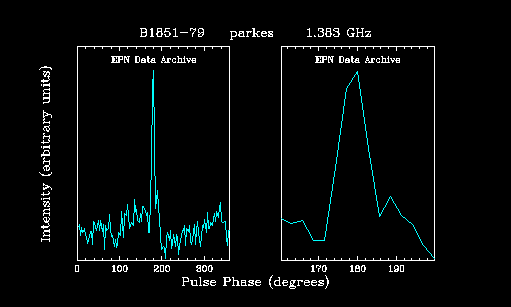 B1851-79 parkes 1.383 GHz
EPN Data Archive EPN Data Archive
Intensity (arbitrary units)
0 100 200 300 170 180 190
Pulse Phase (degrees)